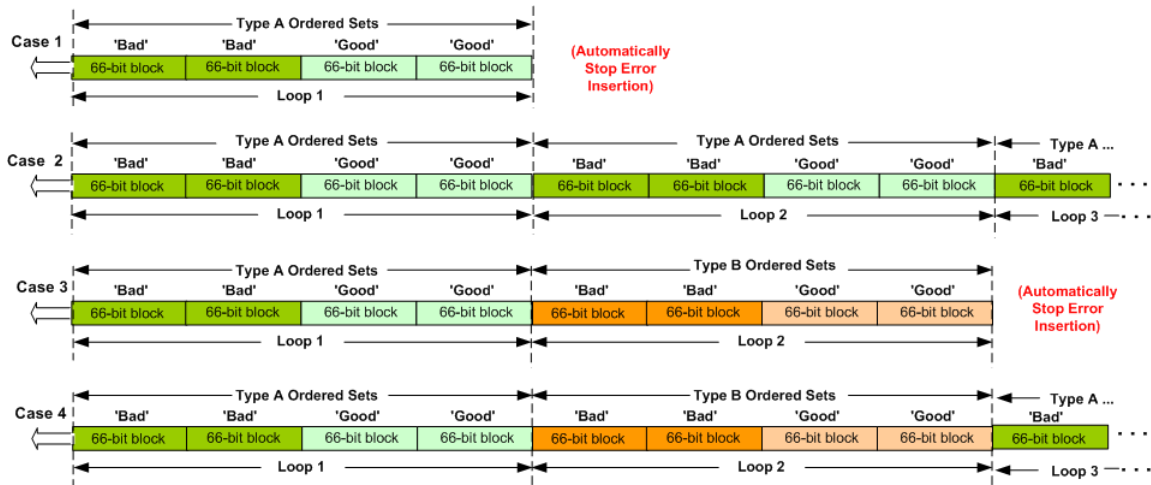 Type A Ordered Sets
Case 1
'Bad' 'Bad' 'Good' 'Good'
66-bit block 66-bit block 66-bit block 66-bit block
Loop 1
(Automatically
Stop Error
Insertion)
Type A Ordered Sets Type A Ordered Sets Type A ...
Case 2
'Bad' 'Bad' 'Good' 'Good' 'Bad' 'Bad' 'Good' 'Good' 'Bad'
66-bit block 66-bit block 66-bit block 66-bit block 66-bit block 66-bit block 66-bit block 66-bit block 66-bit block . . .
Loop 1 Loop 2 Loop 3 . . .
Type A Ordered Sets Type B Ordered Sets
Case 3
'Bad' 'Bad' 'Good' 'Good' 'Bad' 'Bad' 'Good' 'Good'
66-bit block 66-bit block 66-bit block 66-bit block 66-bit block 66-bit block 66-bit block 66-bit block
Loop 1 Loop 2
(Automatically
Stop Error
Insertion)
Type A Ordered Sets Type B Ordered Sets Type A ...
Case 4
'Bad' 'Bad' 'Good' 'Good' 'Bad' 'Bad' 'Good' 'Good' 'Bad'
66-bit block 66-bit block 66-bit block 66-bit block 66-bit block 66-bit block 66-bit block 66-bit block 66-bit block . . .
Loop 1 Loop 2 Loop 3 . . .